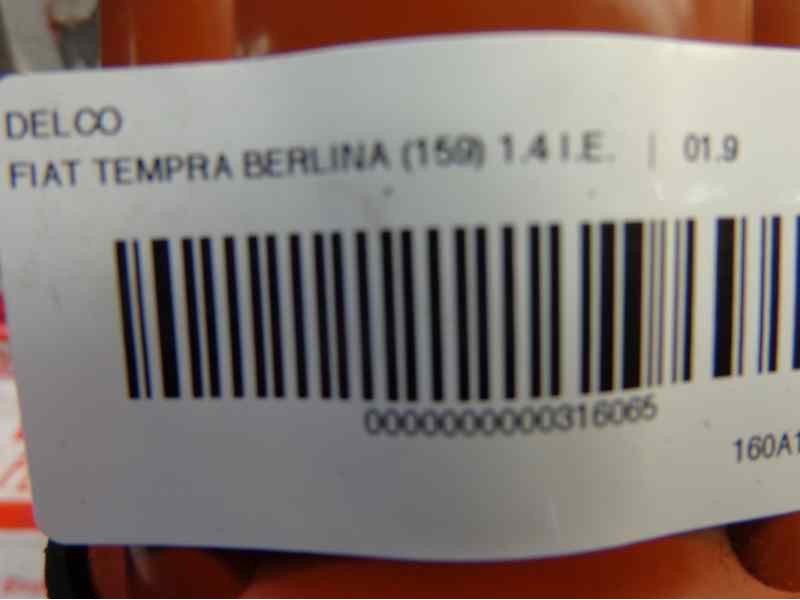 DELCO
FIAT TEMPRA BERLINA (159) 1.4 I.E. | 01.9
0000000000316065
160A1